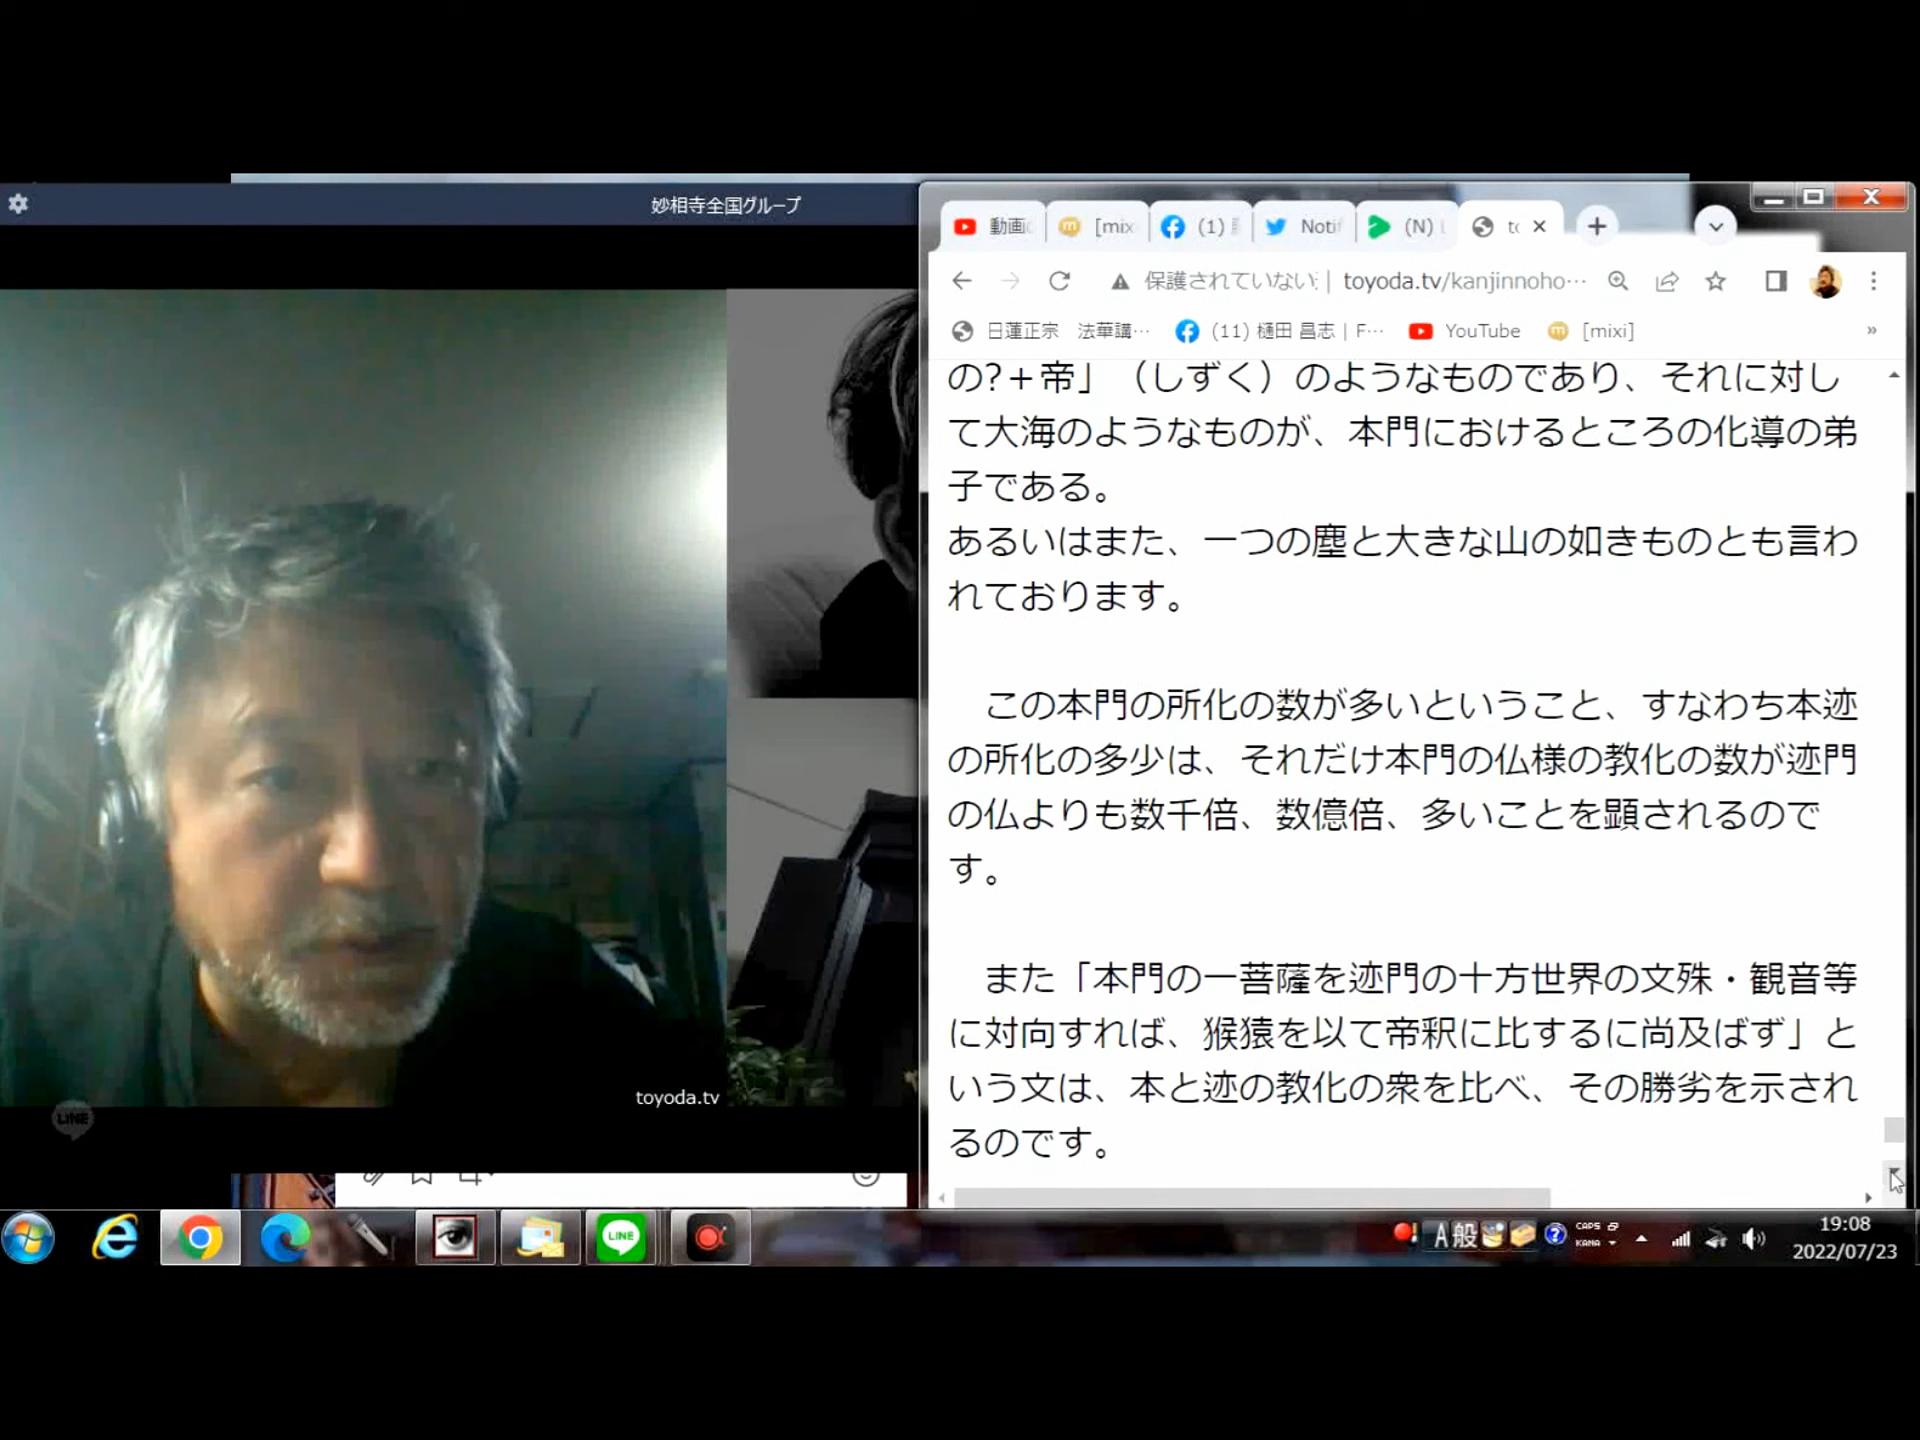 妙相寺全国グループ
動画
[mix
(1)
Notif
(N)
to
保護されていない
toyoda.tv/kanjinnoho…
日蓮正宗 法華講…
(11) 樋田 昌志 | F…
YouTube
[mixi]
»
の?＋帝」（しずく）のようなものであり、それに対し
て大海のようなものが、本門におけるところの化導の弟
子である。
あるいはまた、一つの塵と大きな山の如きものとも言わ
れております。
この本門の所化の数が多いということ、すなわち本迹
の所化の多少は、それだけ本門の仏様の教化の数が迹門
の仏よりも数千倍、数億倍、多いことを顕されるので
す。
また「本門の一菩薩を迹門の十方世界の文殊・観音等
に対向すれば、猴猿を以て帝釈に比するに尚及ばず」と
いう文は、本と迹の教化の衆を比べ、その勝劣を示され
るのです。
toyoda.tv
LINE
LINE
A般
CAPS
KANA
19:08
2022/07/23